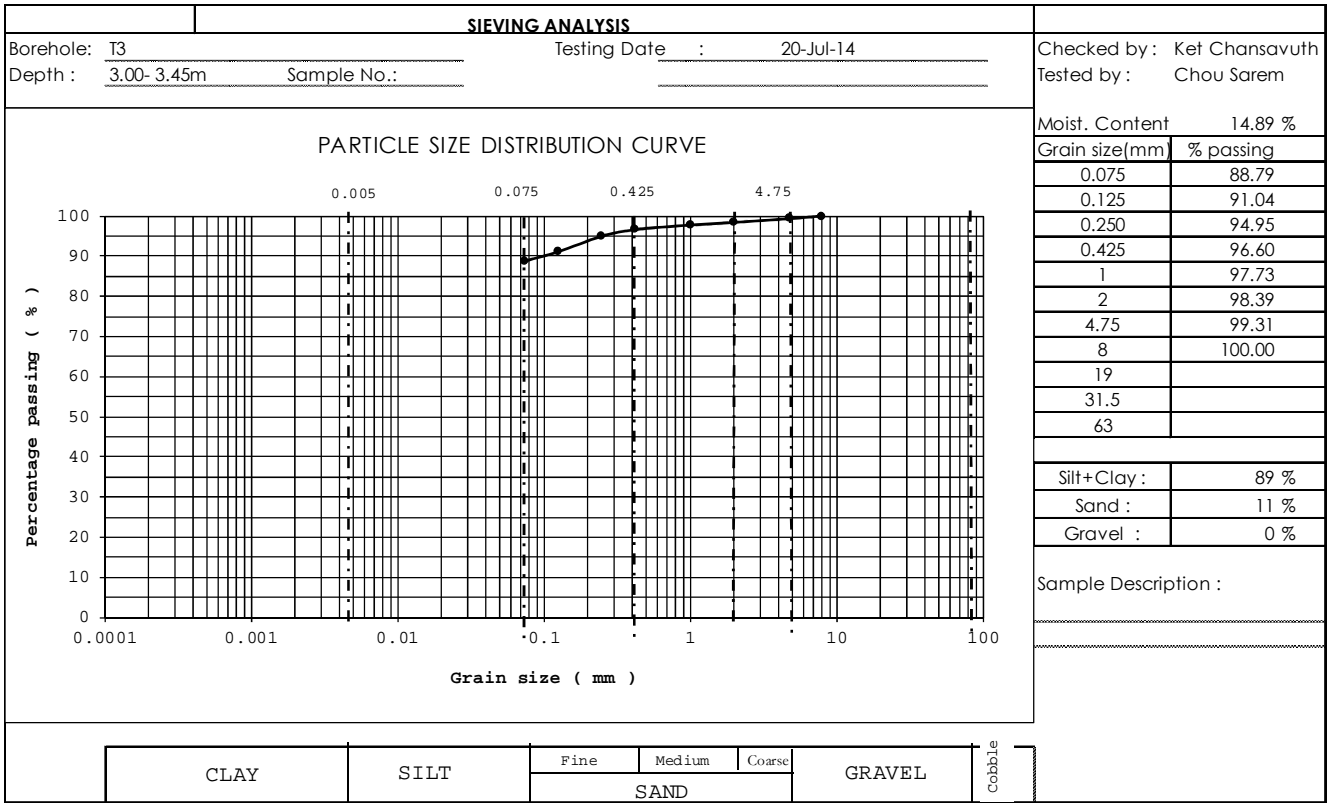 SIEVING ANALYSIS
Borehole: T3 Testing Date : 20-Jul-14
Depth : 3.00- 3.45m Sample No.:
Checked by : Ket Chansavuth
Tested by : Chou Sarem
PARTICLE SIZE DISTRIBUTION CURVE
0.005 0.075 0.425 4.75
100
90
80
70
60
50
40
30
20
10
0
Percentage passing ( % )
0.0001 0.001 0.01 0.1 1 10 100
Grain size ( mm )
Moist. Content 14.89 %
Grain size(mm) % passing
0.075 88.79
0.125 91.04
0.250 94.95
0.425 96.60
1 97.73
2 98.39
4.75 99.31
8 100.00
19
31.5
63
Silt+Clay : 89 %
Sand : 11 %
Gravel : 0 %
Sample Description :
CLAY SILT Fine Medium Coarse GRAVEL Cobble
SAND